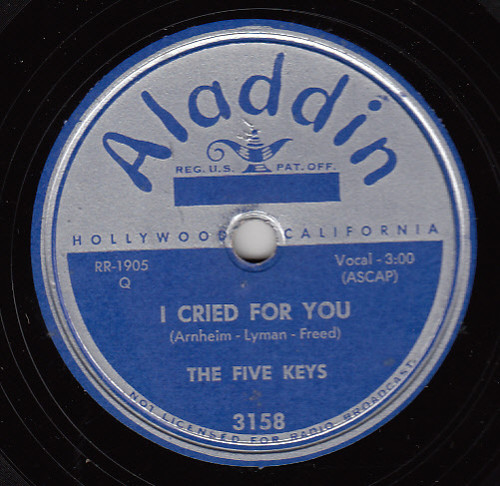 Aladdin
REG. U.S. PAT. OFF.
HOLLYWOOD CALIFORNIA
RR-1905 Vocal - 3:00
Q (ASCAP)
I CRIED FOR YOU
(Arnheim - Lyman - Freed)
THE FIVE KEYS
3158
NOT LICENSED FOR RADIO BROADCAST.